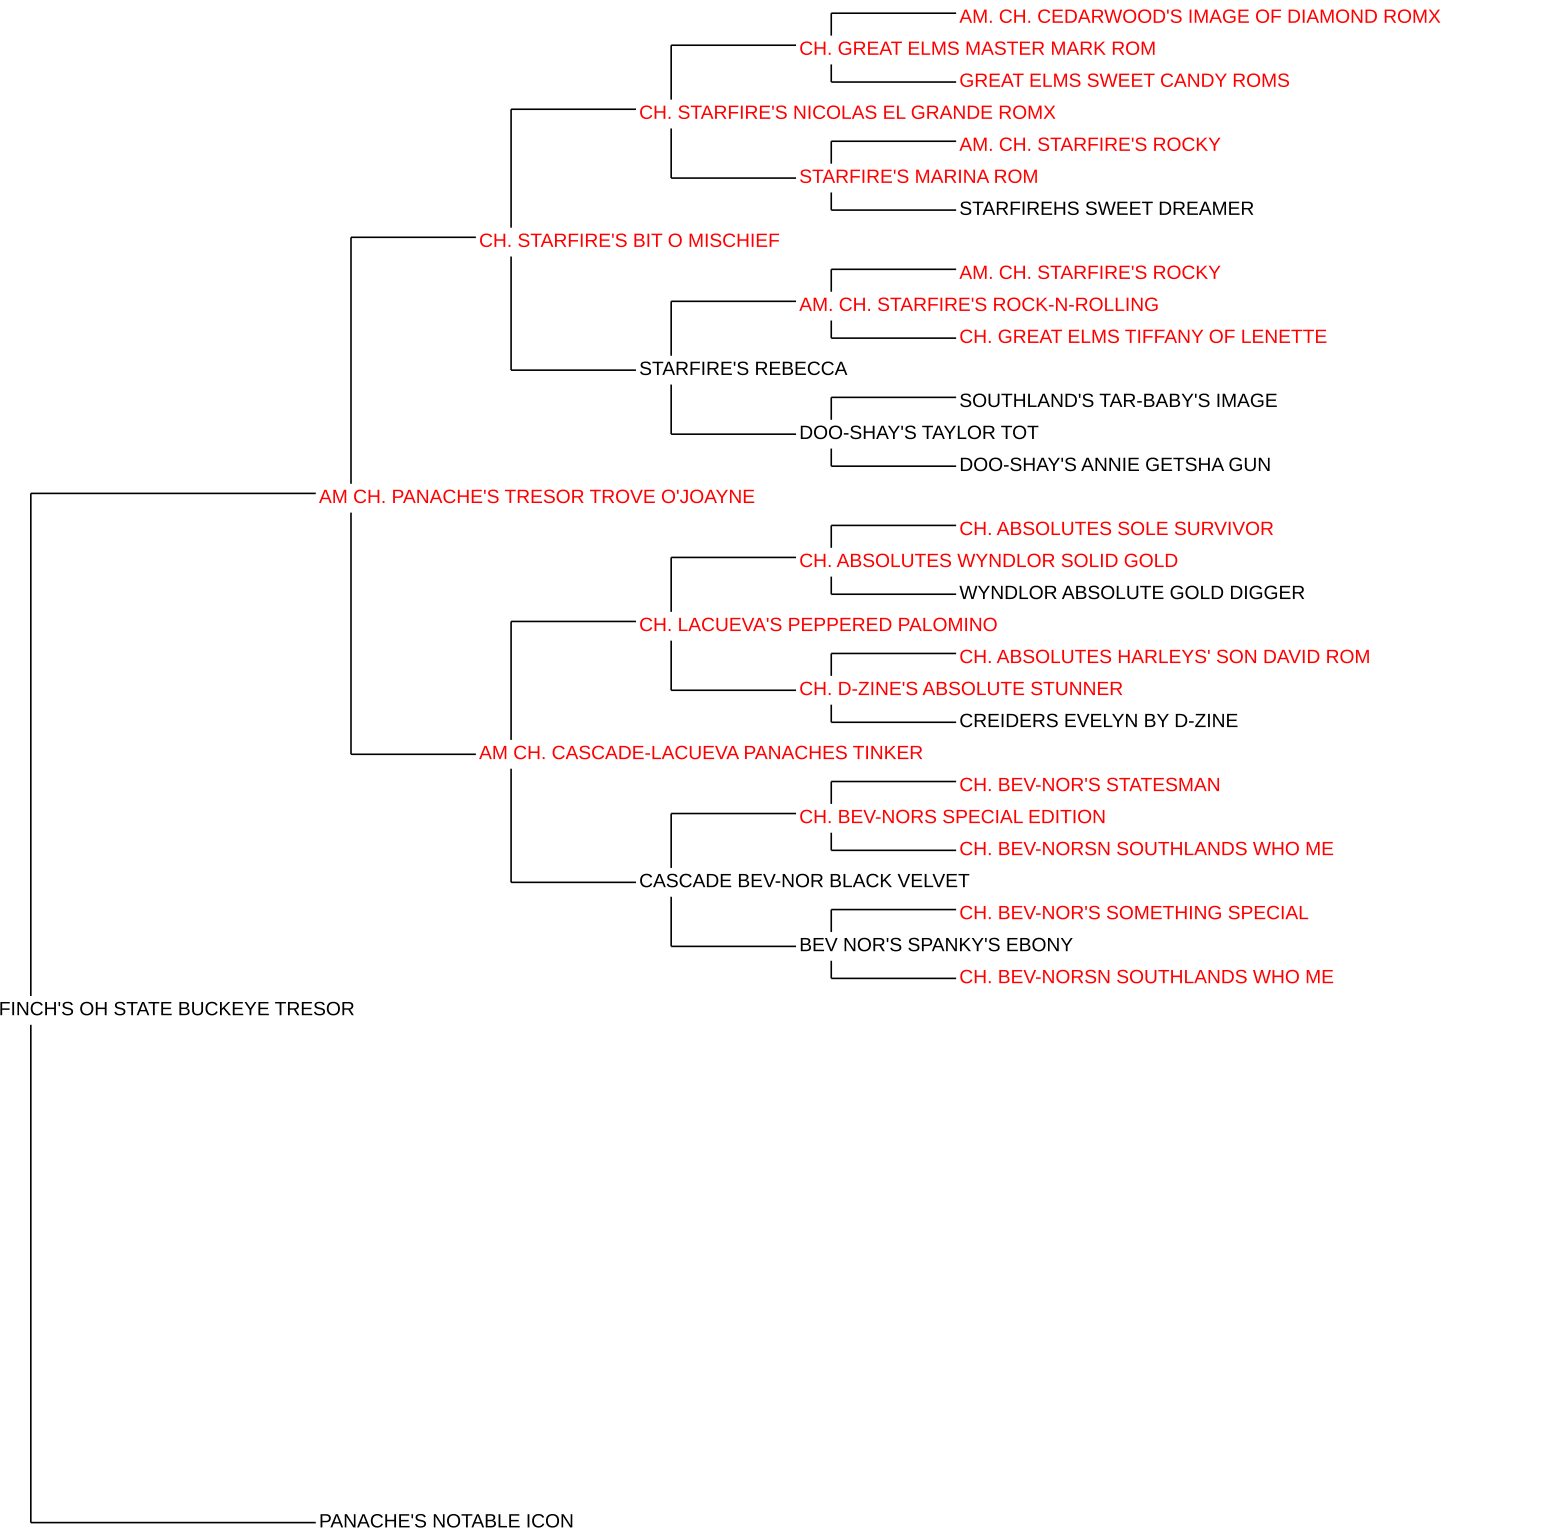 AM. CH. CEDARWOOD'S IMAGE OF DIAMOND ROMX
CH. GREAT ELMS MASTER MARK ROM
GREAT ELMS SWEET CANDY ROMS
CH. STARFIRE'S NICOLAS EL GRANDE ROMX
AM. CH. STARFIRE'S ROCKY
STARFIRE'S MARINA ROM
STARFIREHS SWEET DREAMER
CH. STARFIRE'S BIT O MISCHIEF
AM. CH. STARFIRE'S ROCKY
AM. CH. STARFIRE'S ROCK-N-ROLLING
CH. GREAT ELMS TIFFANY OF LENETTE
STARFIRE'S REBECCA
SOUTHLAND'S TAR-BABY'S IMAGE
DOO-SHAY'S TAYLOR TOT
DOO-SHAY'S ANNIE GETSHA GUN
AM CH. PANACHE'S TRESOR TROVE O'JOAYNE
CH. ABSOLUTES SOLE SURVIVOR
CH. ABSOLUTES WYNDLOR SOLID GOLD
WYNDLOR ABSOLUTE GOLD DIGGER
CH. LACUEVA'S PEPPERED PALOMINO
CH. ABSOLUTES HARLEYS' SON DAVID ROM
CH. D-ZINE'S ABSOLUTE STUNNER
CREIDERS EVELYN BY D-ZINE
AM CH. CASCADE-LACUEVA PANACHES TINKER
CH. BEV-NOR'S STATESMAN
CH. BEV-NORS SPECIAL EDITION
CH. BEV-NORSN SOUTHLANDS WHO ME
CASCADE BEV-NOR BLACK VELVET
CH. BEV-NOR'S SOMETHING SPECIAL
BEV NOR'S SPANKY'S EBONY
CH. BEV-NORSN SOUTHLANDS WHO ME
FINCH'S OH STATE BUCKEYE TRESOR
PANACHE'S NOTABLE ICON